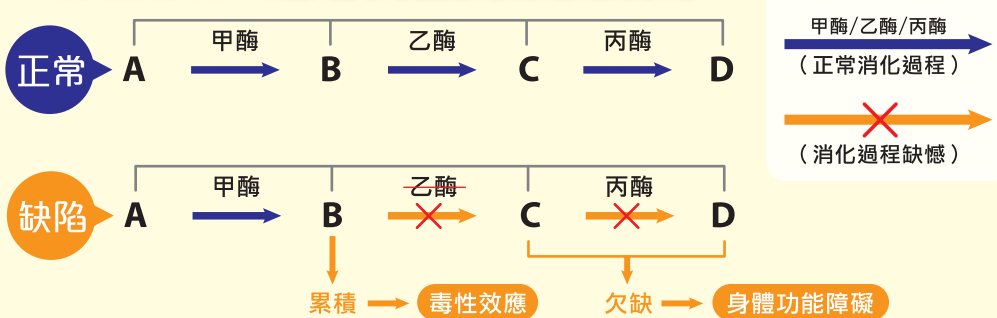 正常
甲酶 乙酶 丙酶
A B C D
甲酶/乙酶/丙酶
(正常消化過程)
(消化過程缺憾)
缺陷
甲酶 乙酶 丙酶
A B C D
累積 毒性效應 欠缺 身體功能障礙